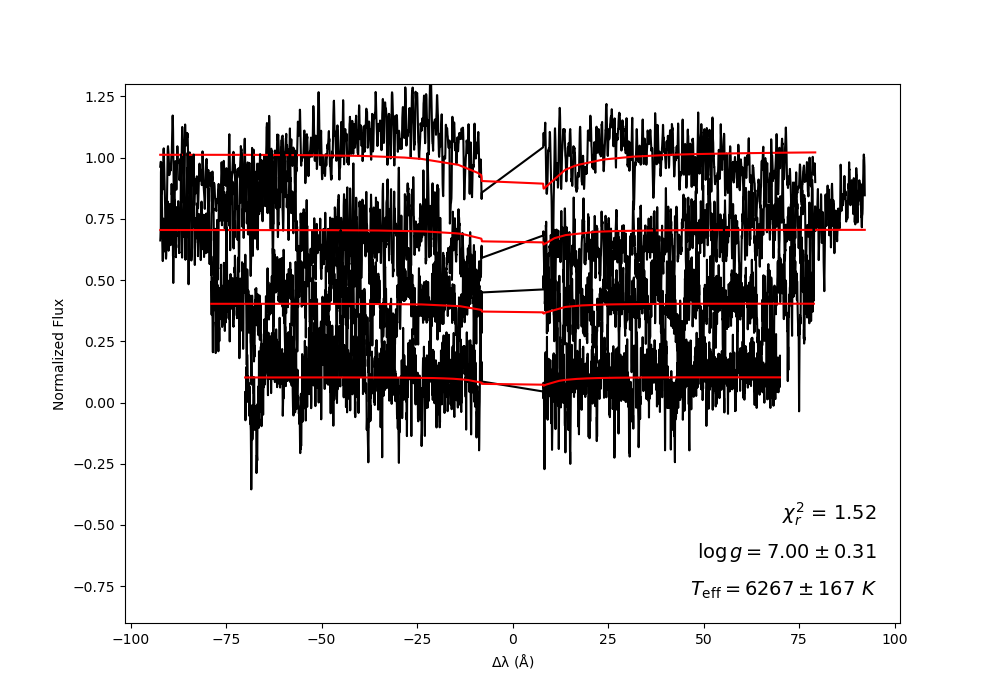 1.25
1.00
0.75
0.50
0.25
0.00
−0.25
−0.50
−0.75
Normalized Flux
χ²ᵣ = 1.52
log g = 7.00 ± 0.31
T_eff = 6267 ± 167 K
−100 −75 −50 −25 0 25 50 75 100
Δλ (Å)